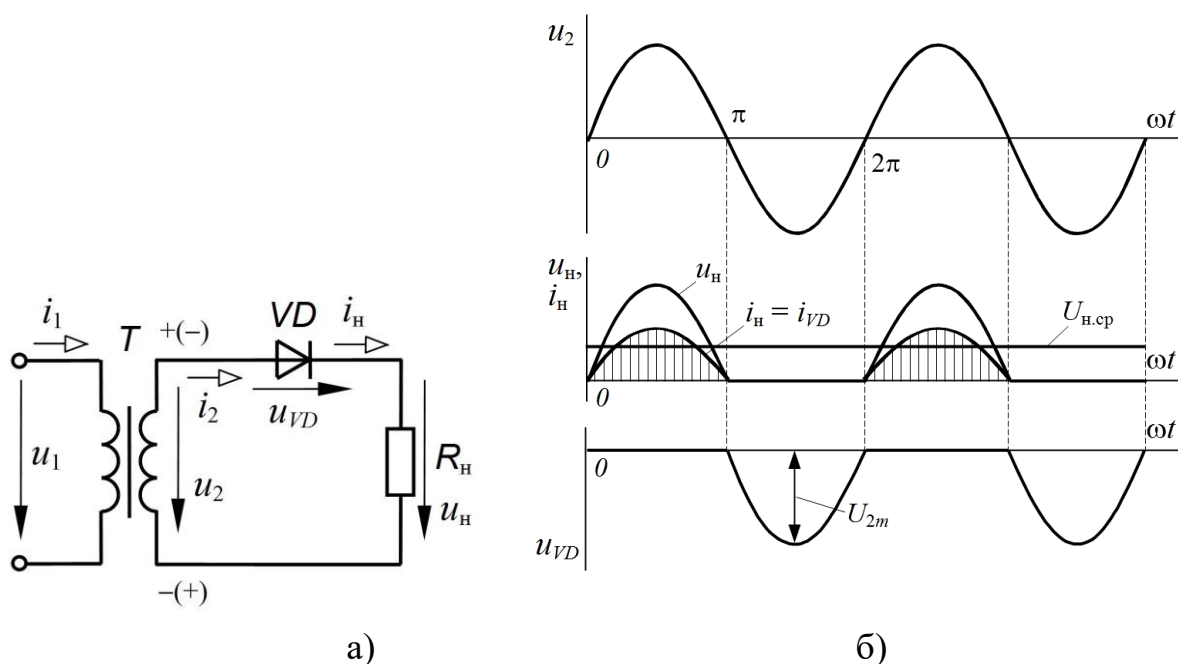 i₁
T
+(−)
VD
iн
i₂
uVD
u₁
u₂
Rн
uн
−(+)
а)
u₂
π
ωt
0
2π
uн,
iн
uн
iн = iVD
Uн.ср
ωt
0
ωt
0
U₂m
uVD
б)